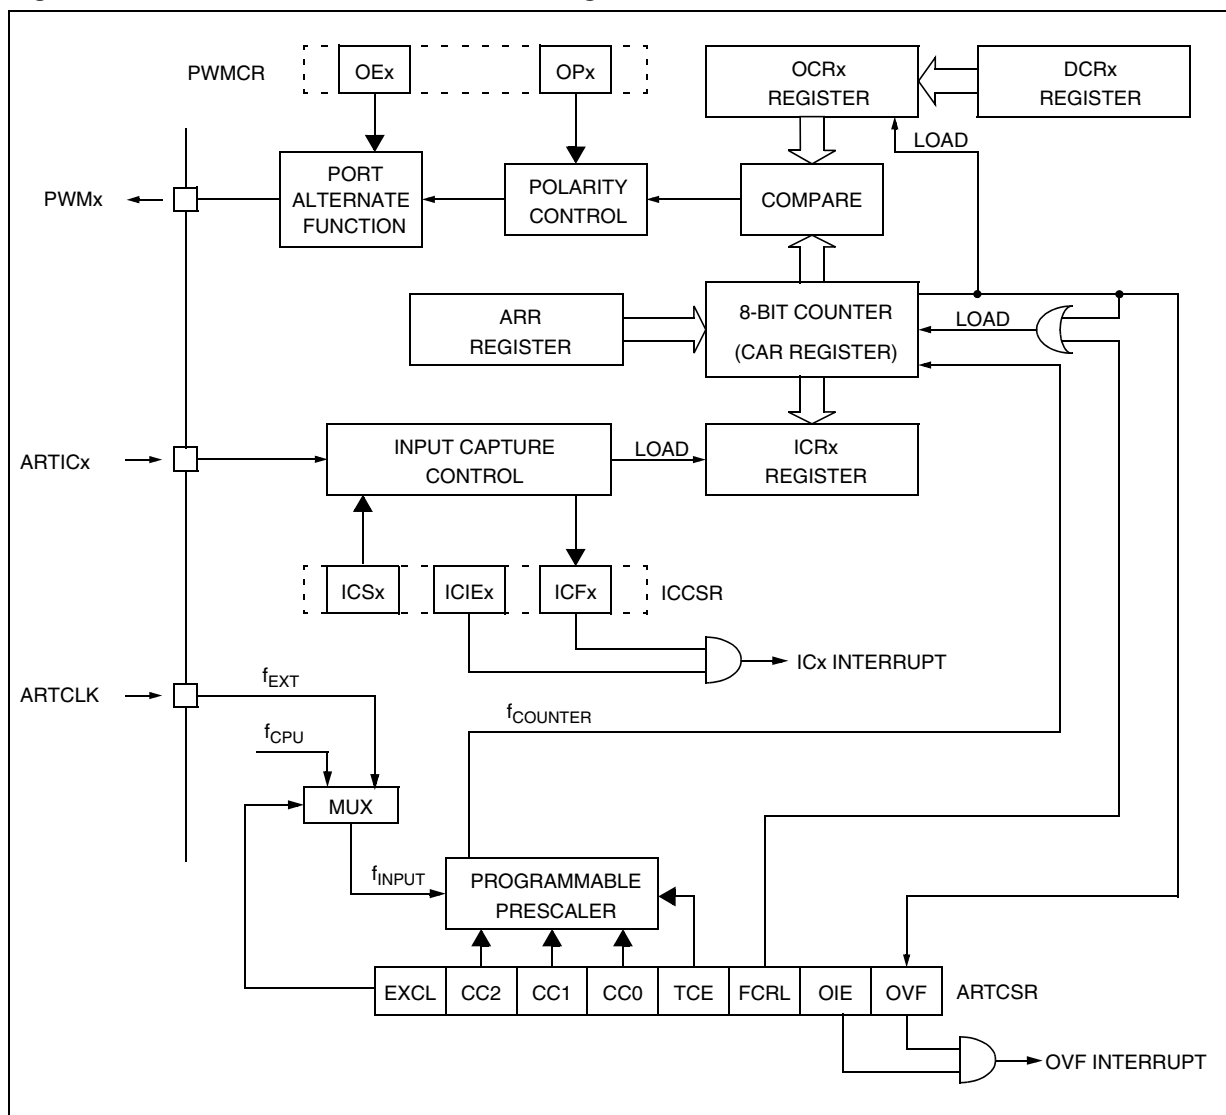 PWMCR
OEx
OPx
OCRx
REGISTER
DCRx
REGISTER
LOAD
PWMx
PORT
ALTERNATE
FUNCTION
POLARITY
CONTROL
COMPARE
ARR
REGISTER
8-BIT COUNTER
(CAR REGISTER)
LOAD
ARTICx
INPUT CAPTURE
CONTROL
LOAD
ICRx
REGISTER
ICSx
ICIEx
ICFx
ICCSR
ICx INTERRUPT
ARTCLK
fEXT
fCPU
fCOUNTER
MUX
fINPUT
PROGRAMMABLE
PRESCALER
EXCL
CC2
CC1
CC0
TCE
FCRL
OIE
OVF
ARTCSR
OVF INTERRUPT